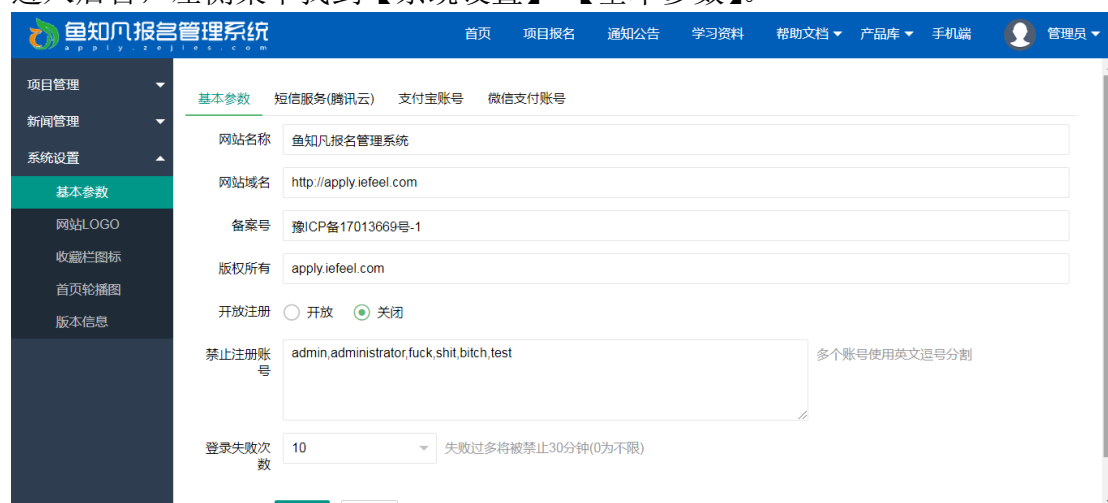 鱼知凡报名管理系统
apply.zejies.com
首页 项目报名 通知公告 学习资料 帮助文档 产品库 手机端 管理员
项目管理
新闻管理
系统设置
基本参数
网站LOGO
收藏栏图标
首页轮播图
版本信息
基本参数 短信服务(腾讯云) 支付宝账号 微信支付账号
网站名称 鱼知凡报名管理系统
网站域名 http://apply.iefeel.com
备案号 豫ICP备17013669号-1
版权所有 apply.iefeel.com
开放注册 开放 关闭
禁止注册账号 admin,administrator,fuck,shit,bitch,test 多个账号使用英文逗号分割
登录失败次数 10 失败过多将被禁止30分钟(0为不限)